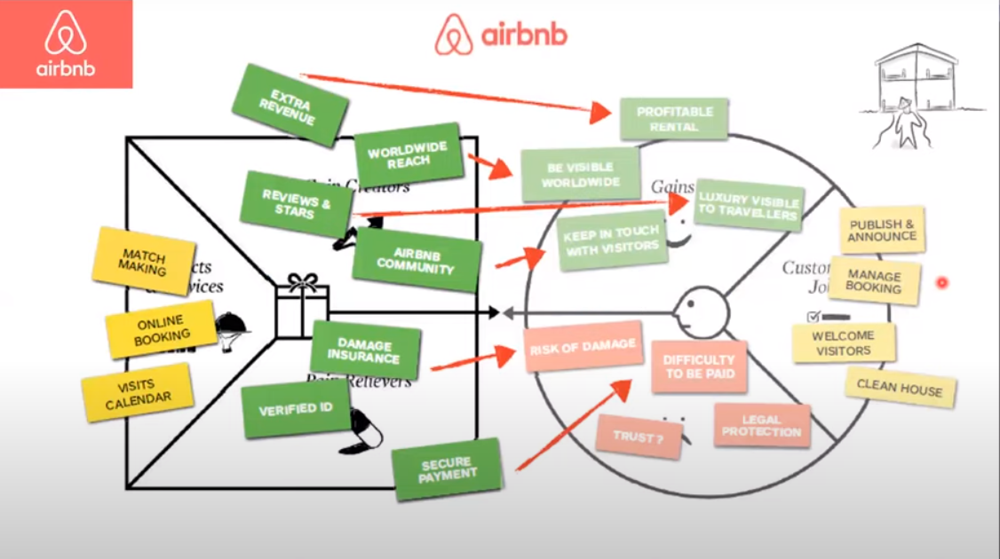 airbnb
airbnb
EXTRA
REVENUE
WORLDWIDE
REACH
REVIEWS &
STARS
AIRBNB
COMMUNITY
MATCH
MAKING
ONLINE
BOOKING
VISITS
CALENDAR
DAMAGE
INSURANCE
Relievers
VERIFIED ID
SECURE
PAYMENT
PROFITABLE
RENTAL
BE VISIBLE
WORLDWIDE
Gains
LUXURY VISIBLE
TO TRAVELLERS
KEEP IN TOUCH
WITH VISITORS
RISK OF DAMAGE
DIFFICULTY
TO BE PAID
TRUST?
LEGAL
PROTECTION
PUBLISH &
ANNOUNCE
MANAGE
BOOKING
WELCOME
VISITORS
CLEAN HOUSE